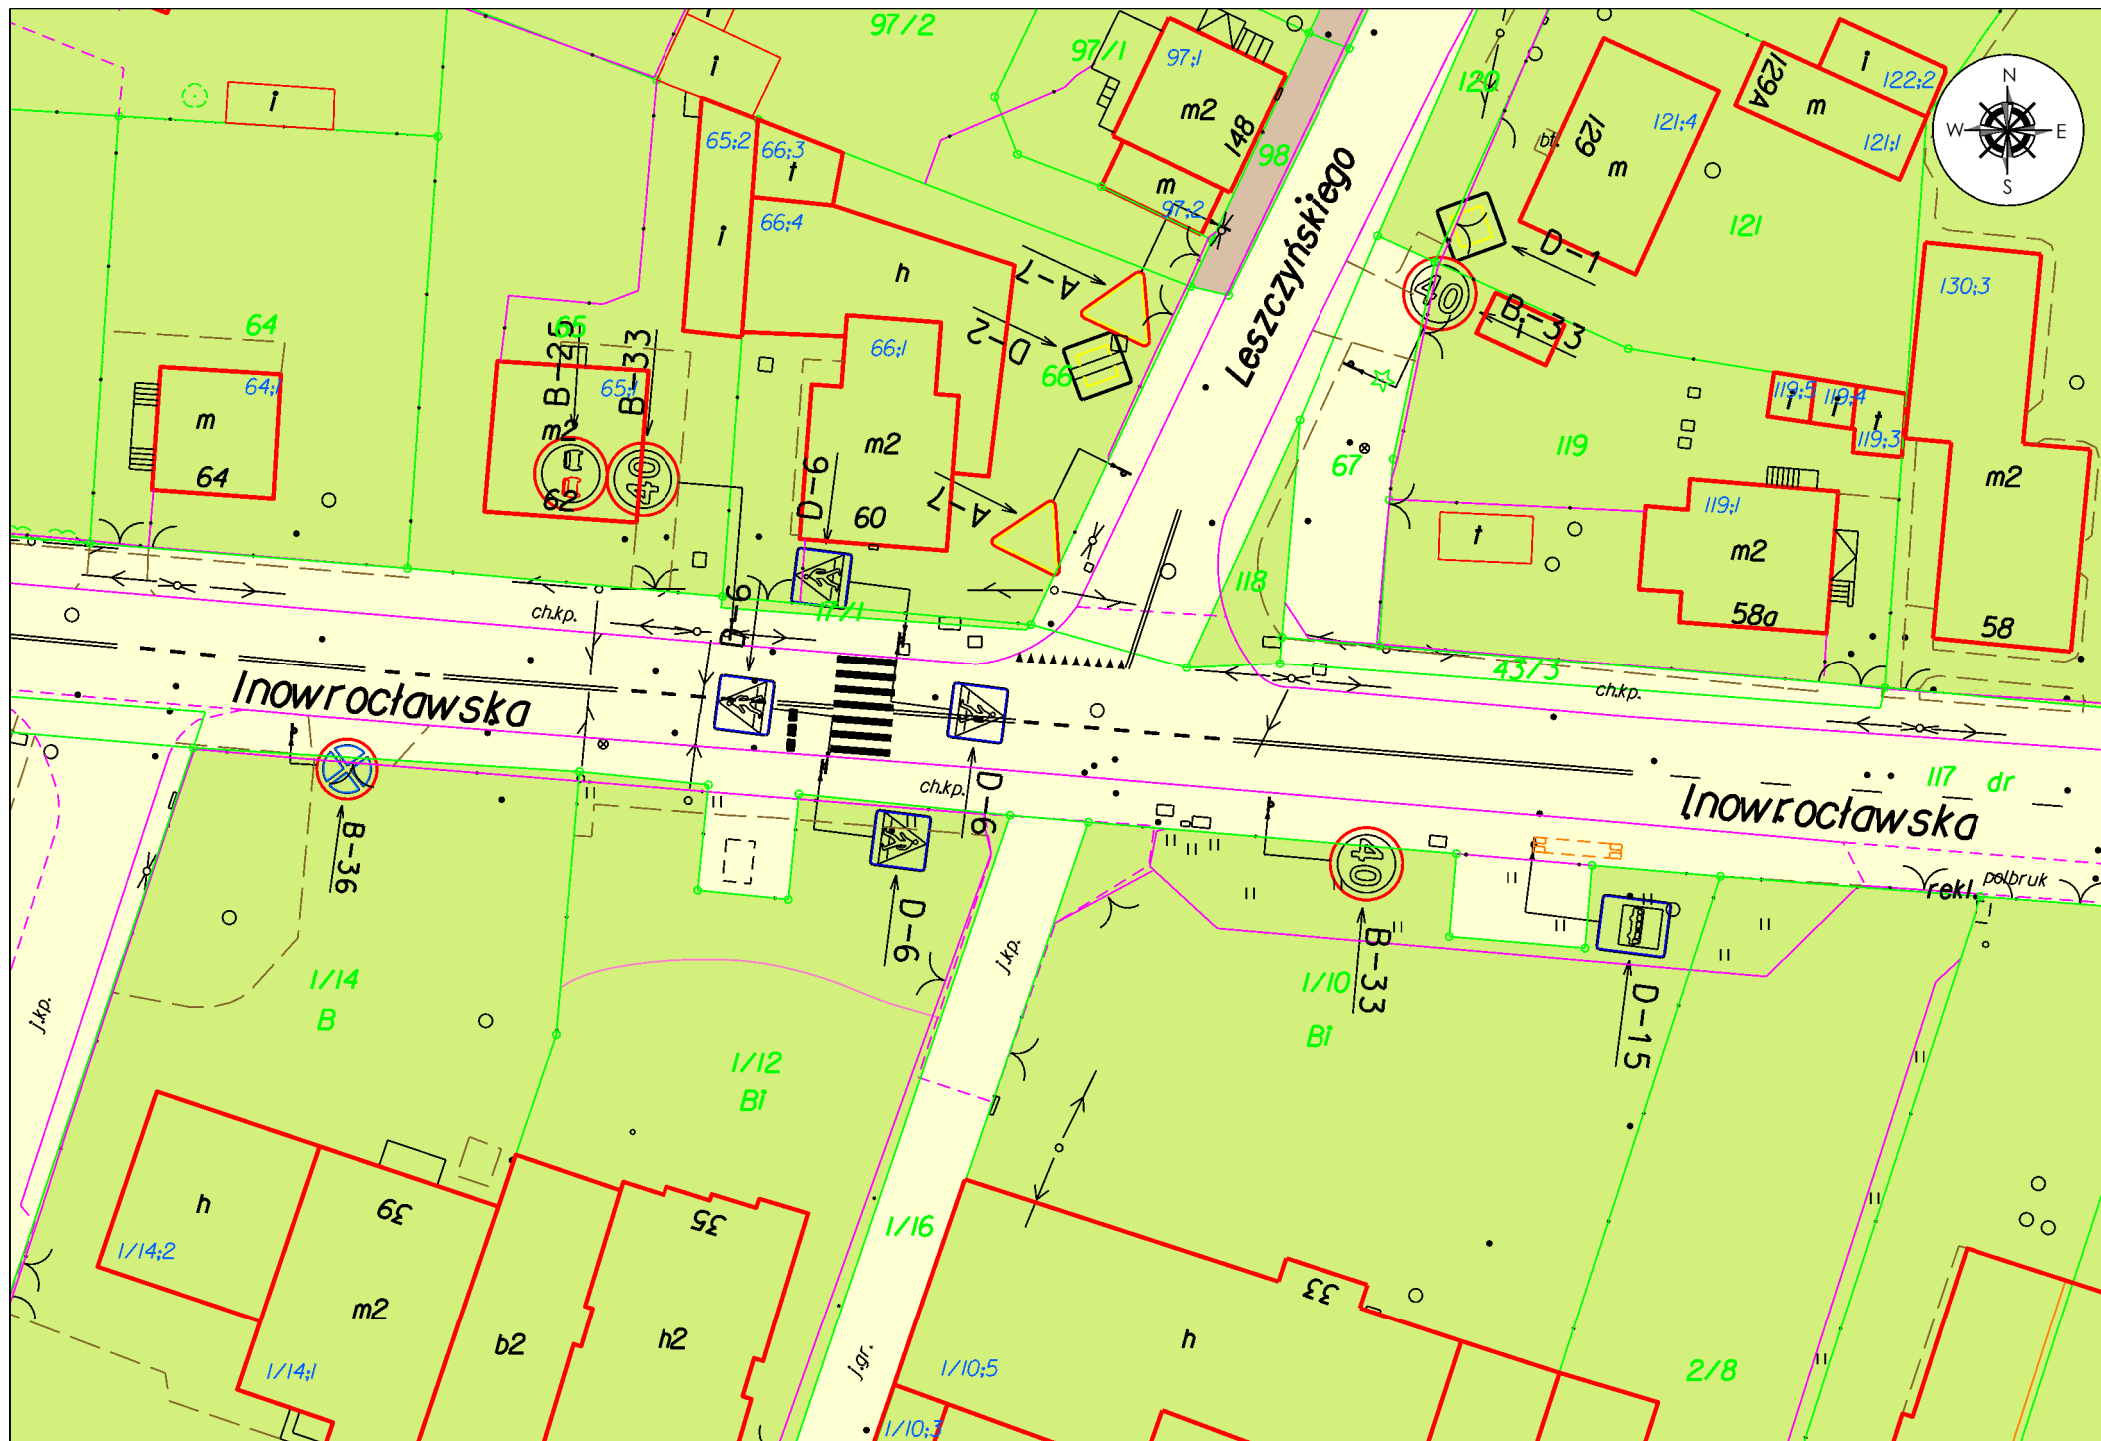 97/2
97/1
97;1
m2
148
98
m
97;2
i
i
i
65;2
66;3
t
66;4
i
h
66;1
m2
60
66
64
64;1
m
64
65
65;1
m2
62
B-25
B-33
40
D-6
D-6
17/1
A-7
D-2
A-7
Leszczyńskiego
120
bt.
129
m
121;4
129A
m
i
122;2
121;1
121
N
W
E
S
D-1
40
B-33
i
130;3
119;5
i
119;4
i
t
119;3
119
67
119;1
m2
58a
t
m2
58
118
43/3
ch.kp.
ch.kp.
ch.kp.
Inowrocławska
Inowrocławska
117
dr
polbruk
rekl.
B-36
D-6
D-6
40
B-33
D-15
j.kp.
j.kp.
1/14
B
1/12
Bi
1/10
Bi
h
39
1/14;2
m2
1/14;1
b2
35
h2
1/16
j.gr.
33
h
1/10;5
1/10;3
2/8